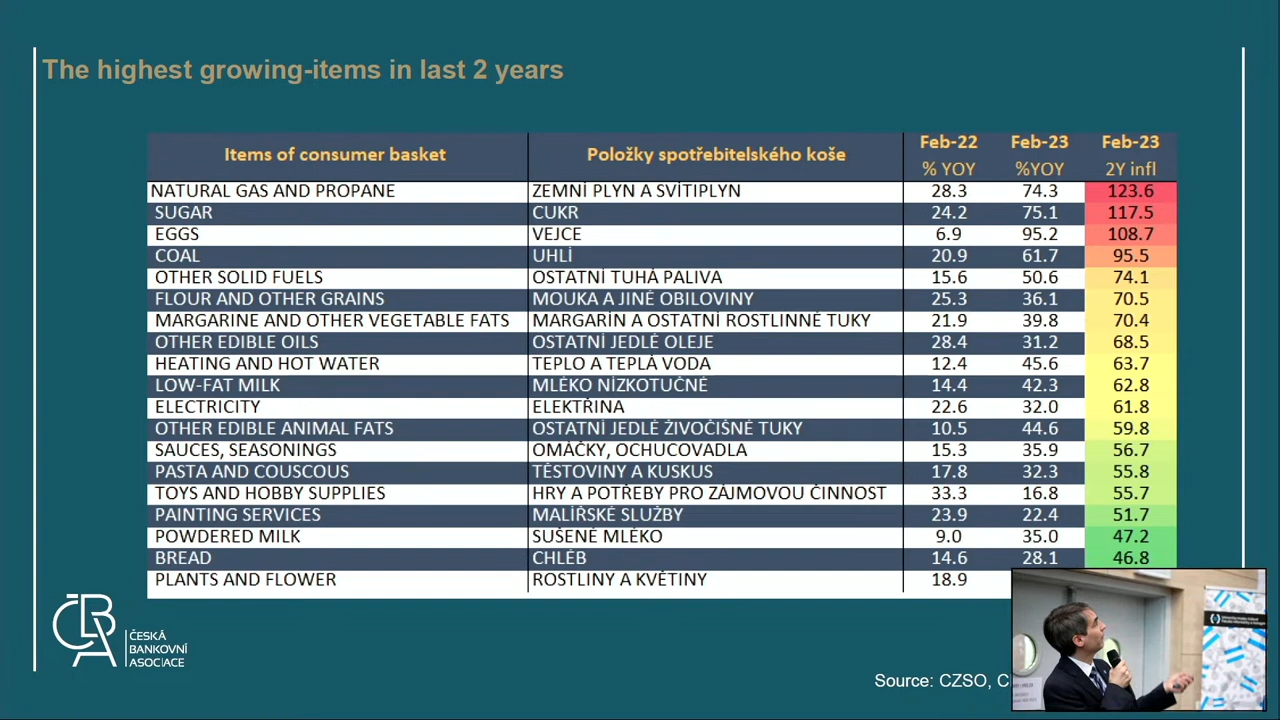 The highest growing-items in last 2 years
Items of consumer basket Položky spotřebitelského koše Feb-22 Feb-23 Feb-23
% YOY %YOY 2Y infl
NATURAL GAS AND PROPANE ZEMNÍ PLYN A SVÍTIPLYN 28.3 74.3 123.6
SUGAR CUKR 24.2 75.1 117.5
EGGS VEJCE 6.9 95.2 108.7
COAL UHLÍ 20.9 61.7 95.5
OTHER SOLID FUELS OSTATNÍ TUHÁ PALIVA 15.6 50.6 74.1
FLOUR AND OTHER GRAINS MOUKA A JINÉ OBILOVINY 25.3 36.1 70.5
MARGARINE AND OTHER VEGETABLE FATS MARGARÍN A OSTATNÍ ROSTLINNÉ TUKY 21.9 39.8 70.4
OTHER EDIBLE OILS OSTATNÍ JEDLÉ OLEJE 28.4 31.2 68.5
HEATING AND HOT WATER TEPLO A TEPLÁ VODA 12.4 45.6 63.7
LOW-FAT MILK MLÉKO NÍZKOTUČNÉ 14.4 42.3 62.8
ELECTRICITY ELEKTŘINA 22.6 32.0 61.8
OTHER EDIBLE ANIMAL FATS OSTATNÍ JEDLÉ ŽIVOČIŠNÉ TUKY 10.5 44.6 59.8
SAUCES, SEASONINGS OMÁČKY, OCHUCOVADLA 15.3 35.9 56.7
PASTA AND COUSCOUS TĚSTOVINY A KUSKUS 17.8 32.3 55.8
TOYS AND HOBBY SUPPLIES HRY A POTŘEBY PRO ZÁJMOVOU ČINNOST 33.3 16.8 55.7
PAINTING SERVICES MALÍŘSKÉ SLUŽBY 23.9 22.4 51.7
POWDERED MILK SUŠENÉ MLÉKO 9.0 35.0 47.2
BREAD CHLÉB 14.6 28.1 46.8
PLANTS AND FLOWER ROSTLINY A KVĚTINY 18.9
ČBA
ČESKÁ
BANKOVNÍ
ASOCIACE
Source: CZSO, C